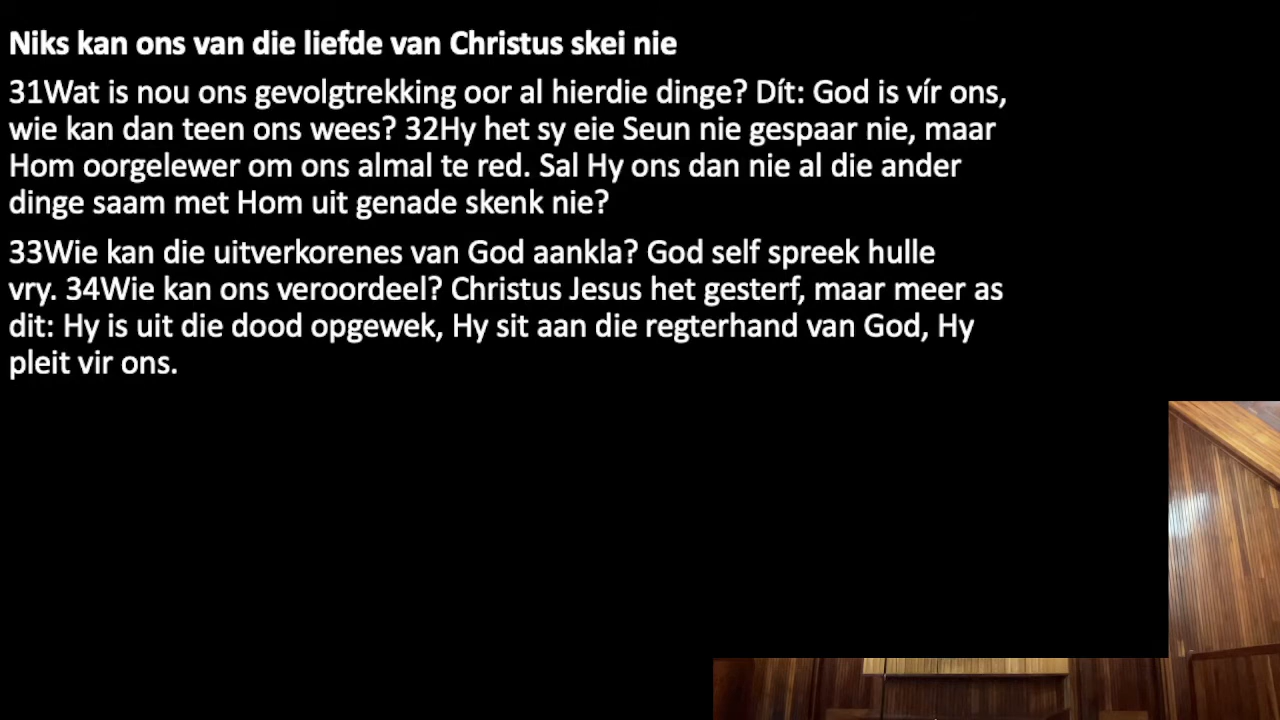 Niks kan ons van die liefde van Christus skei nie
31Wat is nou ons gevolgtrekking oor al hierdie dinge? Dít: God is vír ons,
wie kan dan teen ons wees? 32Hy het sy eie Seun nie gespaar nie, maar
Hom oorgelewer om ons almal te red. Sal Hy ons dan nie al die ander
dinge saam met Hom uit genade skenk nie?
33Wie kan die uitverkorenes van God aankla? God self spreek hulle
vry. 34Wie kan ons veroordeel? Christus Jesus het gesterf, maar meer as
dit: Hy is uit die dood opgewek, Hy sit aan die regterhand van God, Hy
pleit vir ons.